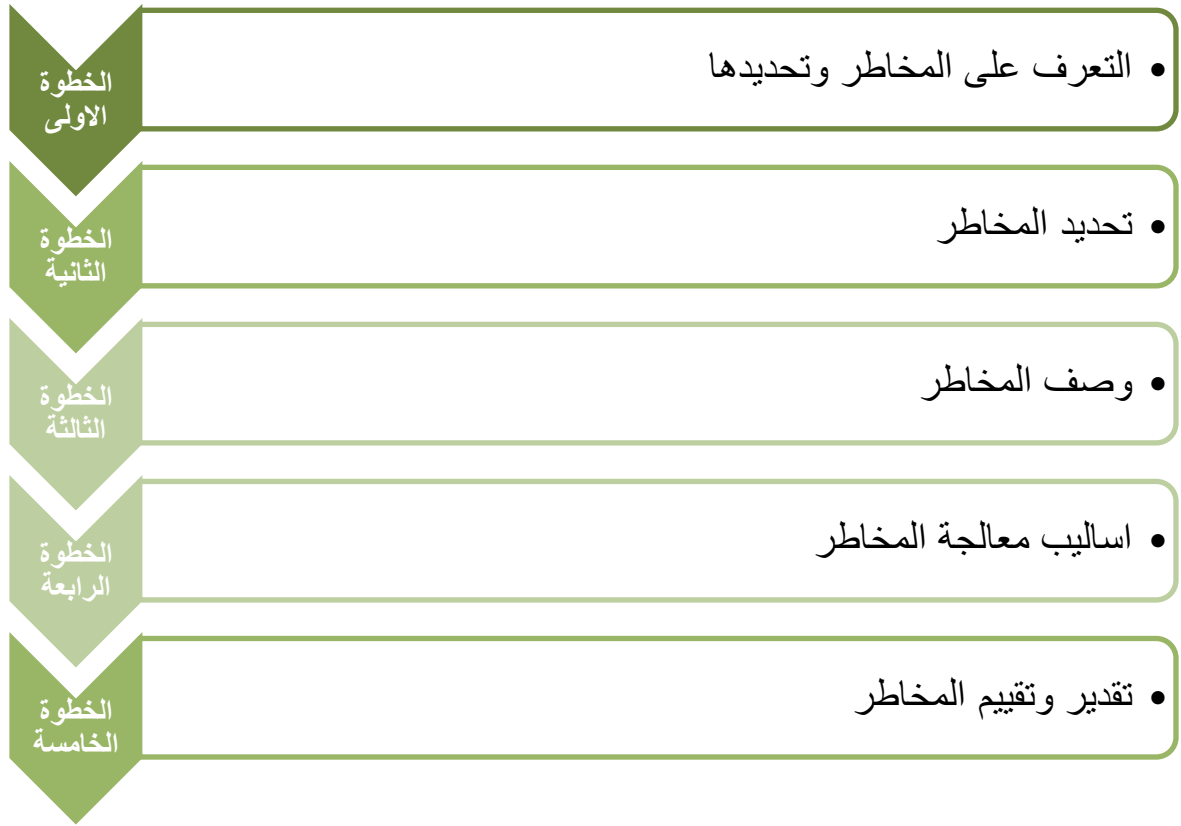 الخطوة
الاولى
• التعرف على المخاطر وتحديدها
الخطوة
الثانية
• تحديد المخاطر
الخطوة
الثالثة
• وصف المخاطر
الخطوة
الرابعة
• اساليب معالجة المخاطر
الخطوة
الخامسة
• تقدير وتقييم المخاطر